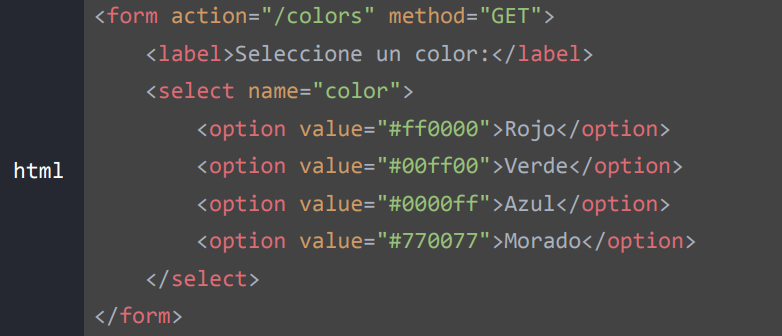 <form action="/colors" method="GET">
    <label>Seleccione un color:</label>
    <select name="color">
        <option value="#ff0000">Rojo</option>
        <option value="#00ff00">Verde</option>
html
        <option value="#0000ff">Azul</option>
        <option value="#770077">Morado</option>
    </select>
</form>